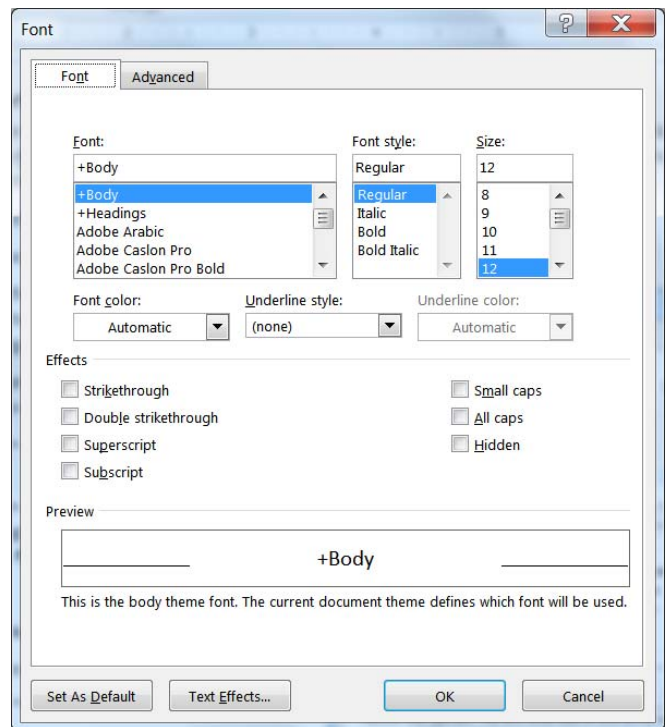 Font
Font Advanced
Font: Font style: Size:
+Body Regular 12
+Body Regular 8
+Headings Italic 9
Adobe Arabic Bold 10
Adobe Caslon Pro Bold Italic 11
Adobe Caslon Pro Bold 12
Font color: Underline style: Underline color:
Automatic (none) Automatic
Effects
Strikethrough Small caps
Double strikethrough All caps
Superscript Hidden
Subscript
Preview
+Body
This is the body theme font. The current document theme defines which font will be used.
Set As Default Text Effects... OK Cancel